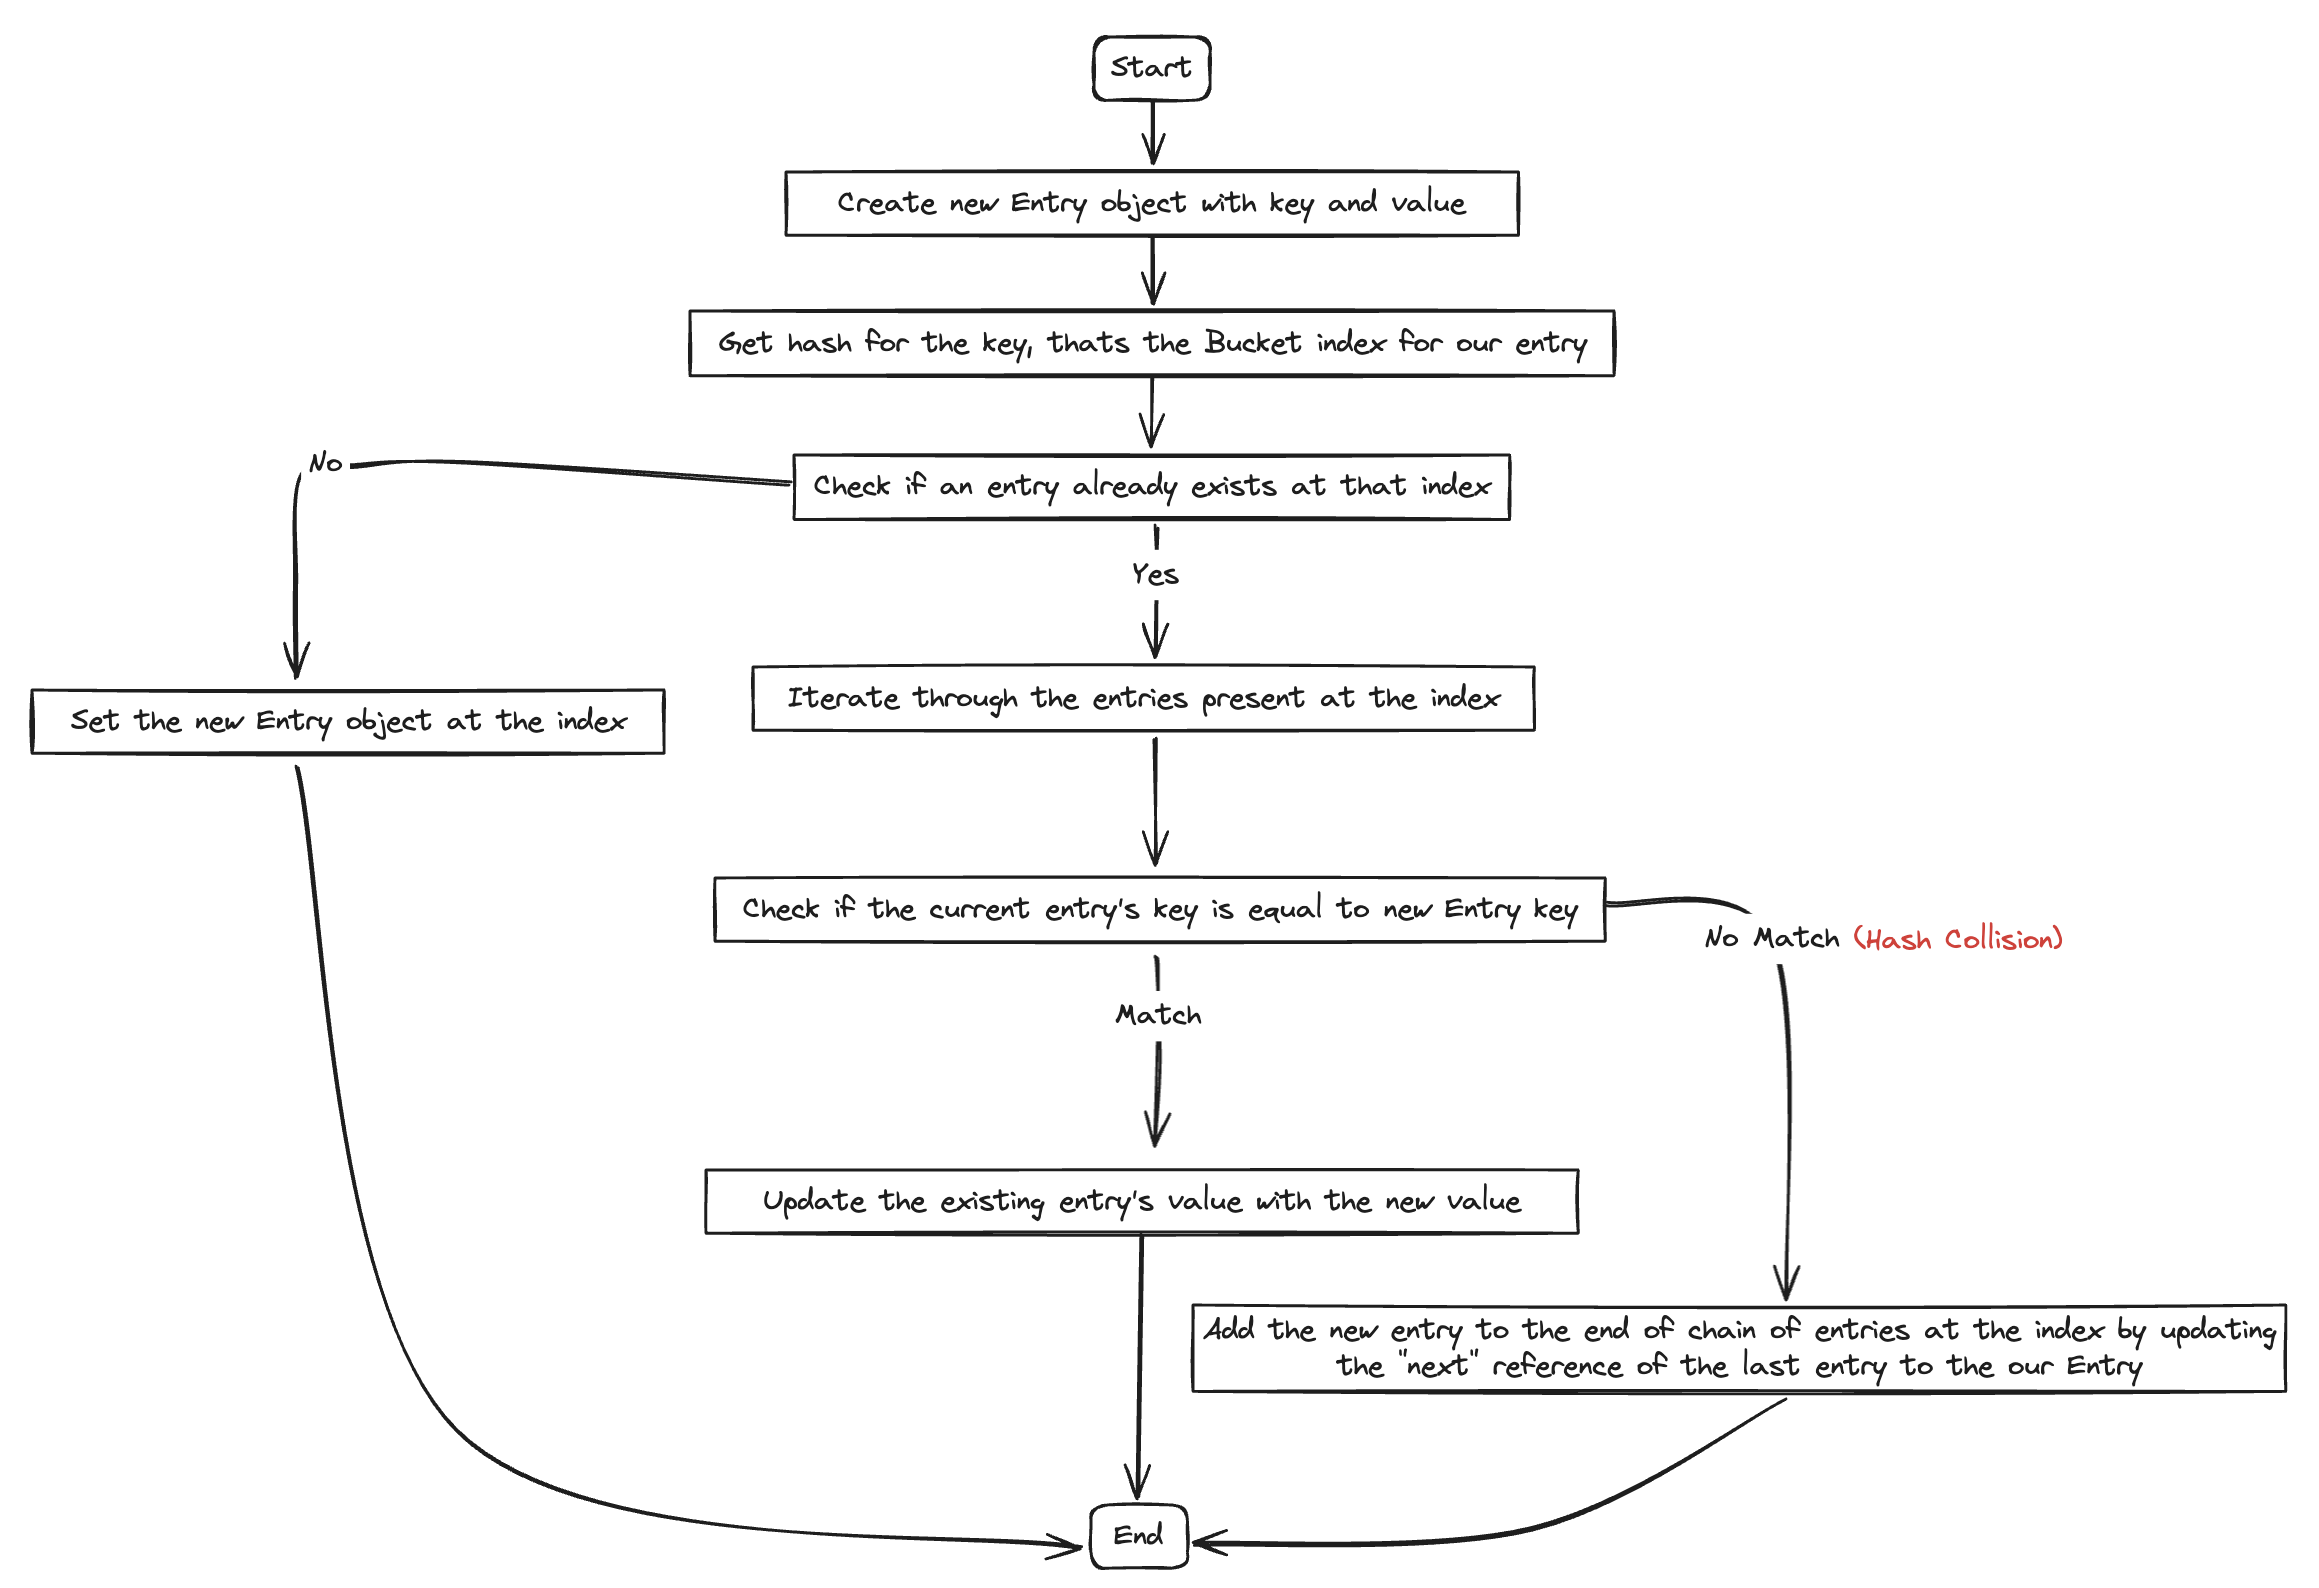 Start
Create new Entry object with key and value
Get hash for the key, thats the Bucket index for our entry
Check if an entry already exists at that index
No
Yes
Set the new Entry object at the index
Iterate through the entries present at the index
Check if the current entry's key is equal to new Entry key
No Match (Hash Collision)
Match
Update the existing entry's value with the new value
Add the new entry to the end of chain of entries at the index by updating
the "next" reference of the last entry to the our Entry
End